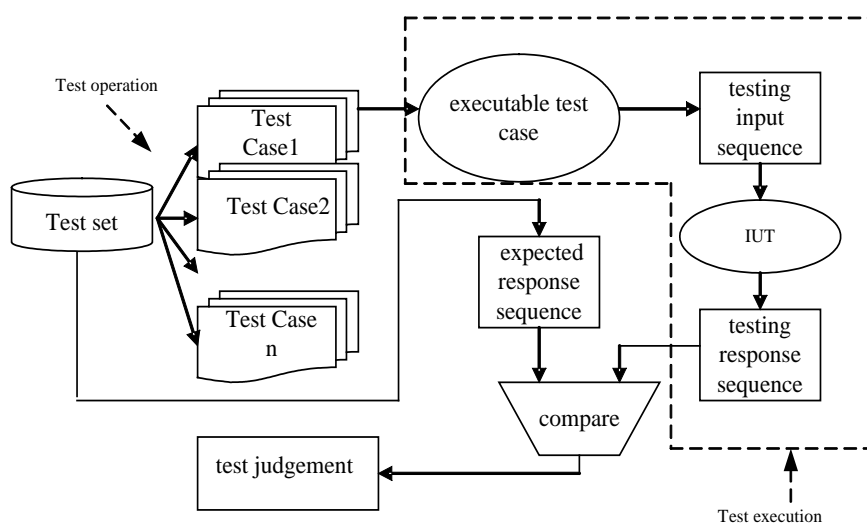 Test operation
Test
Case1
executable test
case
testing
input
sequence
Test set
Test Case2
IUT
expected
response
sequence
Test Case
n
testing
response
sequence
compare
test judgement
Test execution